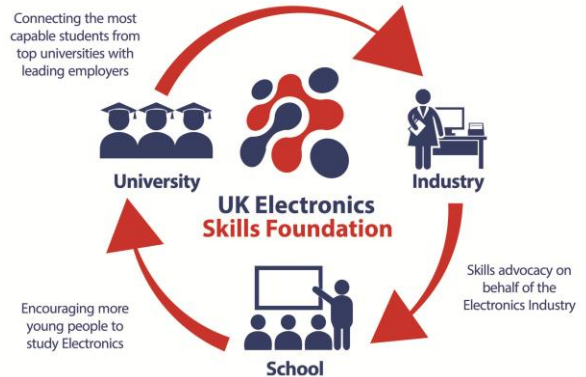 Connecting the most
capable students from
top universities with
leading employers
University
Industry
UK Electronics
Skills Foundation
Skills advocacy on
behalf of the
Electronics Industry
Encouraging more
young people to
study Electronics
School